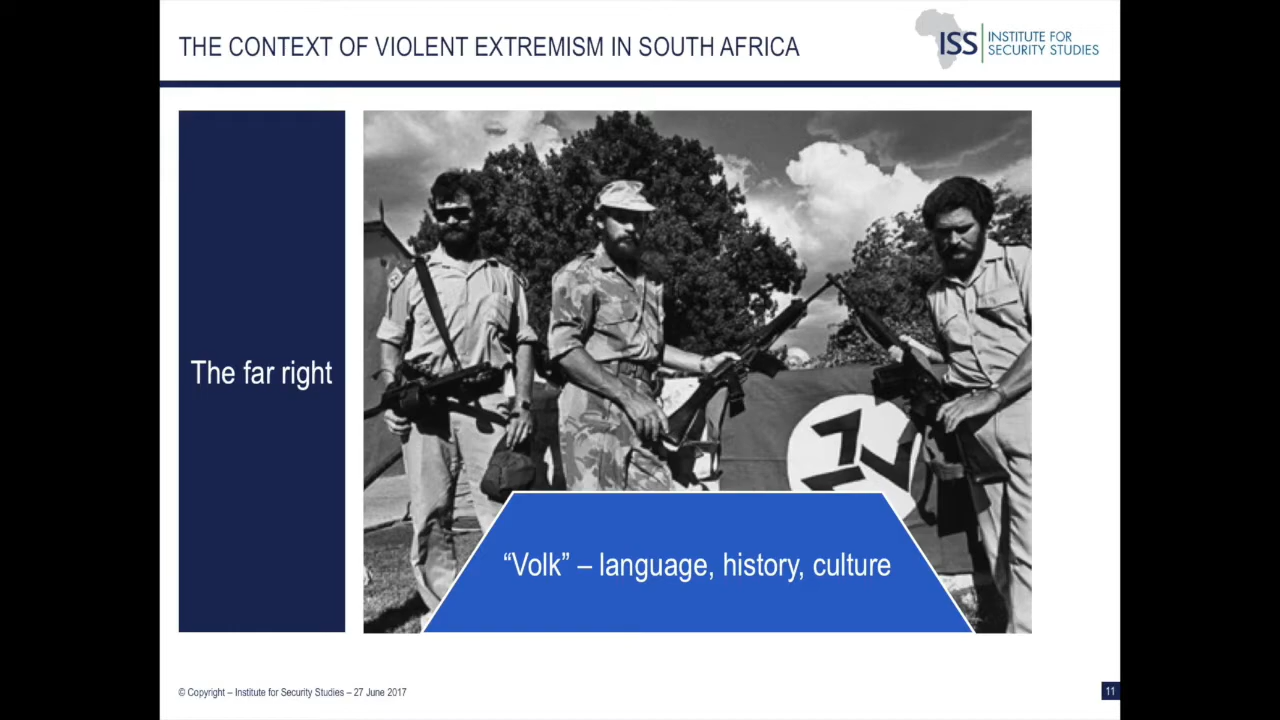 THE CONTEXT OF VIOLENT EXTREMISM IN SOUTH AFRICA
ISS
INSTITUTE FOR
SECURITY STUDIES
The far right
“Volk” – language, history, culture
© Copyright – Institute for Security Studies – 27 June 2017
11